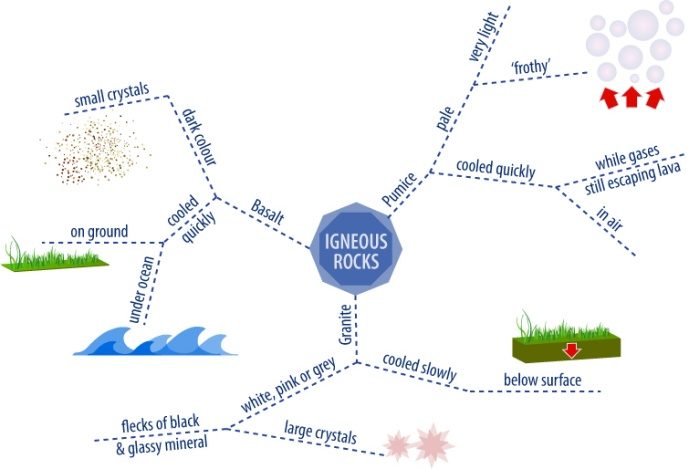 IGNEOUS
ROCKS
Basalt
dark colour
small crystals
cooled
quickly
on ground
under ocean
Pumice
pale
very light
‘frothy’
cooled quickly
while gases
still escaping lava
in air
Granite
white, pink or grey
flecks of black
& glassy mineral
large crystals
cooled slowly
below surface